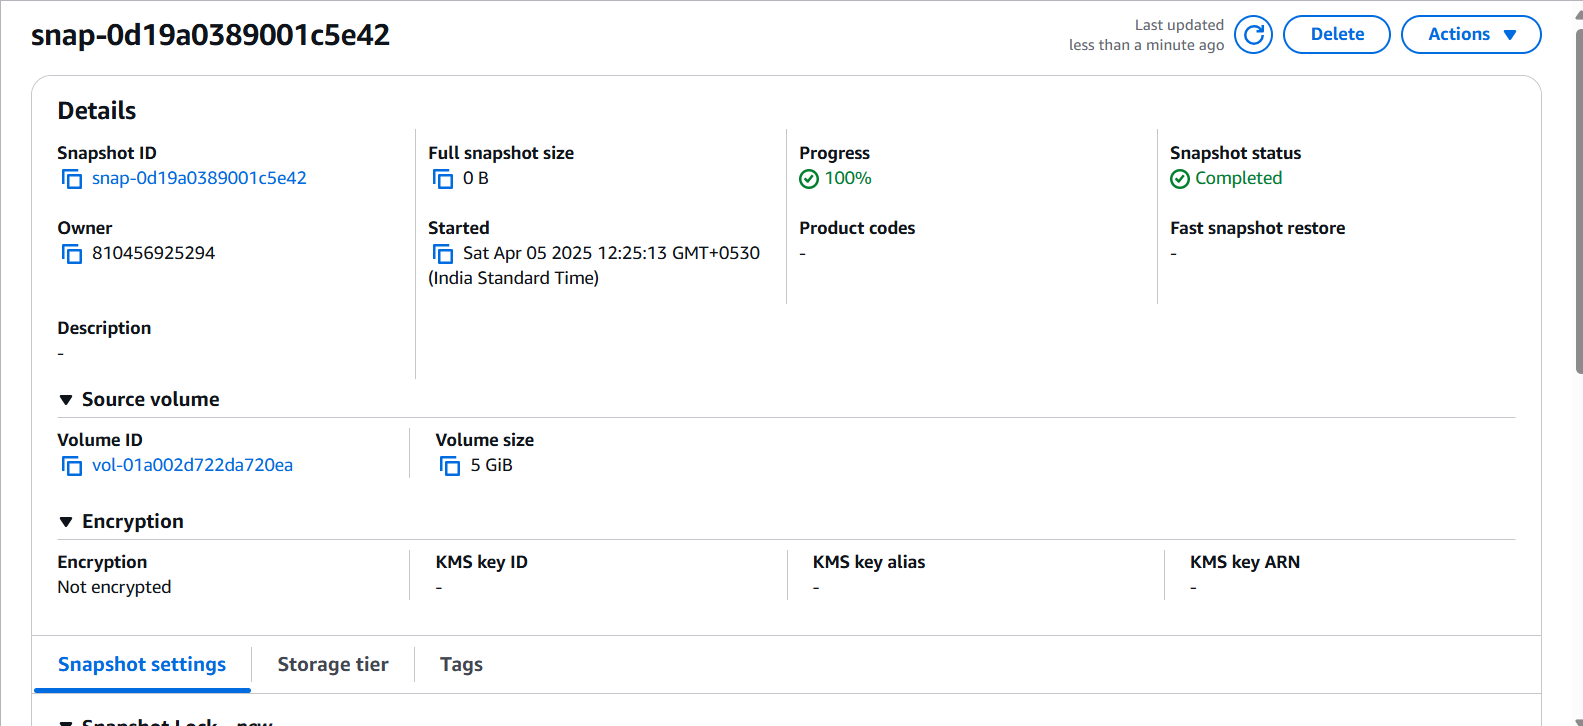 snap-0d19a0389001c5e42
Last updated
less than a minute ago
Delete
Actions
Details
Snapshot ID
snap-0d19a0389001c5e42
Full snapshot size
0 B
Progress
100%
Snapshot status
Completed
Owner
810456925294
Started
Sat Apr 05 2025 12:25:13 GMT+0530
(India Standard Time)
Product codes
-
Fast snapshot restore
-
Description
-
Source volume
Volume ID
vol-01a002d722da720ea
Volume size
5 GiB
Encryption
Encryption
Not encrypted
KMS key ID
-
KMS key alias
-
KMS key ARN
-
Snapshot settings
Storage tier
Tags
Snapshot Lock - new